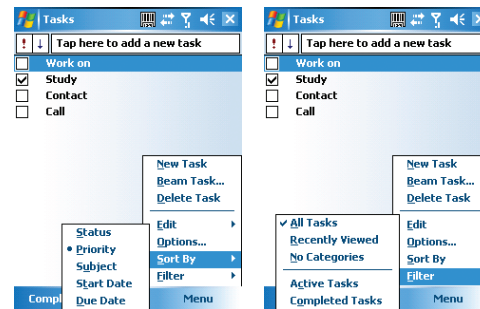 Tasks
! ↓ Tap here to add a new task
Work on
Study
Contact
Call
New Task
Beam Task...
Delete Task
Edit
Options...
Sort By
Filter
Status
Priority
Subject
Start Date
Due Date
Compl
Menu
Tasks
! ↓ Tap here to add a new task
Work on
Study
Contact
Call
New Task
Beam Task...
Delete Task
Edit
Options...
Sort By
Filter
All Tasks
Recently Viewed
No Categories
Active Tasks
Completed Tasks
Menu